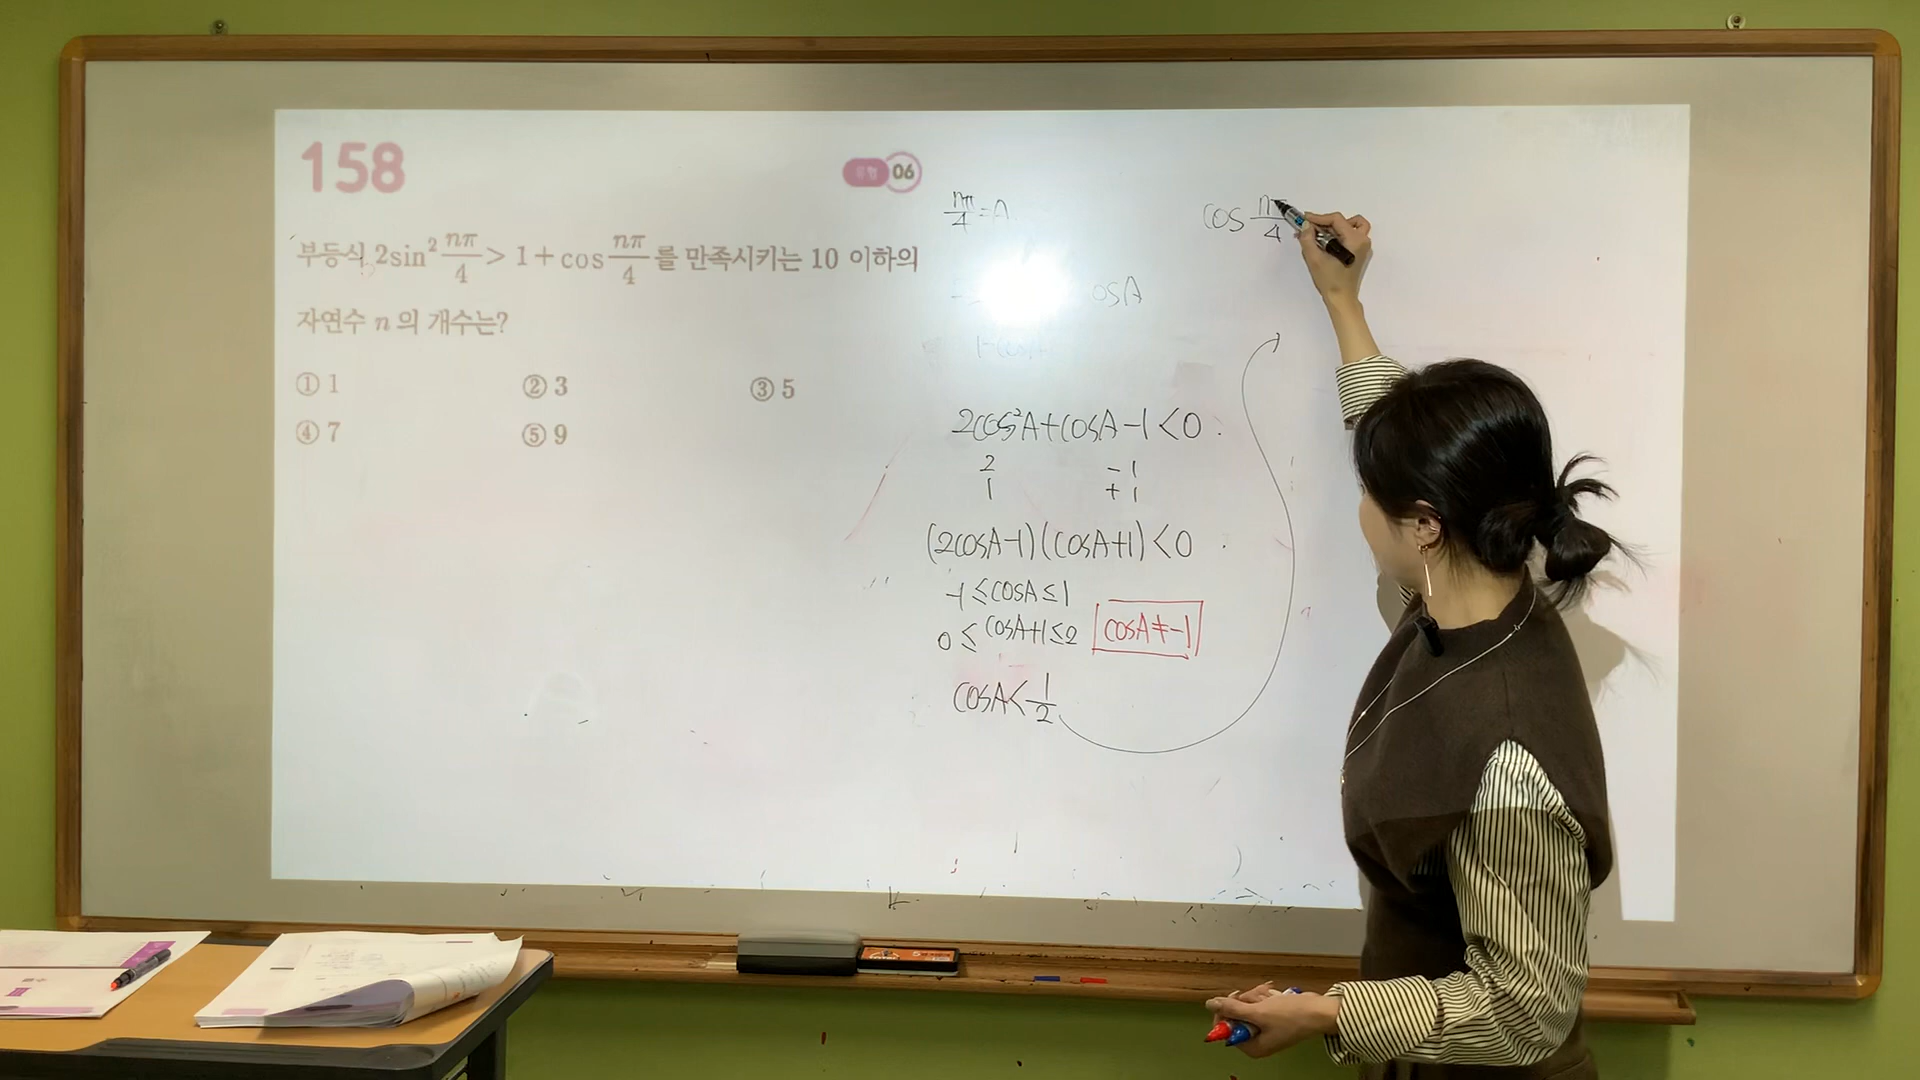 158
유형 06
부등식 2sin² nπ/4 > 1 + cos nπ/4 를 만족시키는 10 이하의
자연수 n 의 개수는?
① 1 ② 3 ③ 5
④ 7 ⑤ 9
nπ/4 = A
osA
2cos²A+cosA-1<0
2 -1
1 +1
(2cosA-1)(cosA+1)<0
-1≤cosA≤1
0≤cosA+1≤2 cosA≠-1
cosA<1/2
cos nπ/4